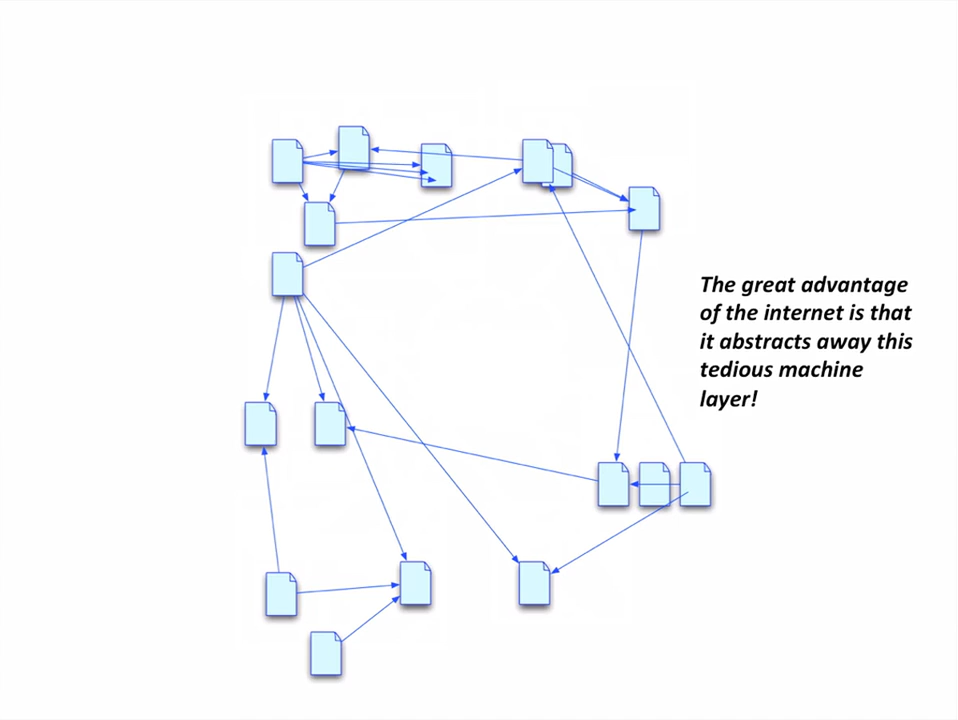 The great advantage
of the internet is that
it abstracts away this
tedious machine
layer!